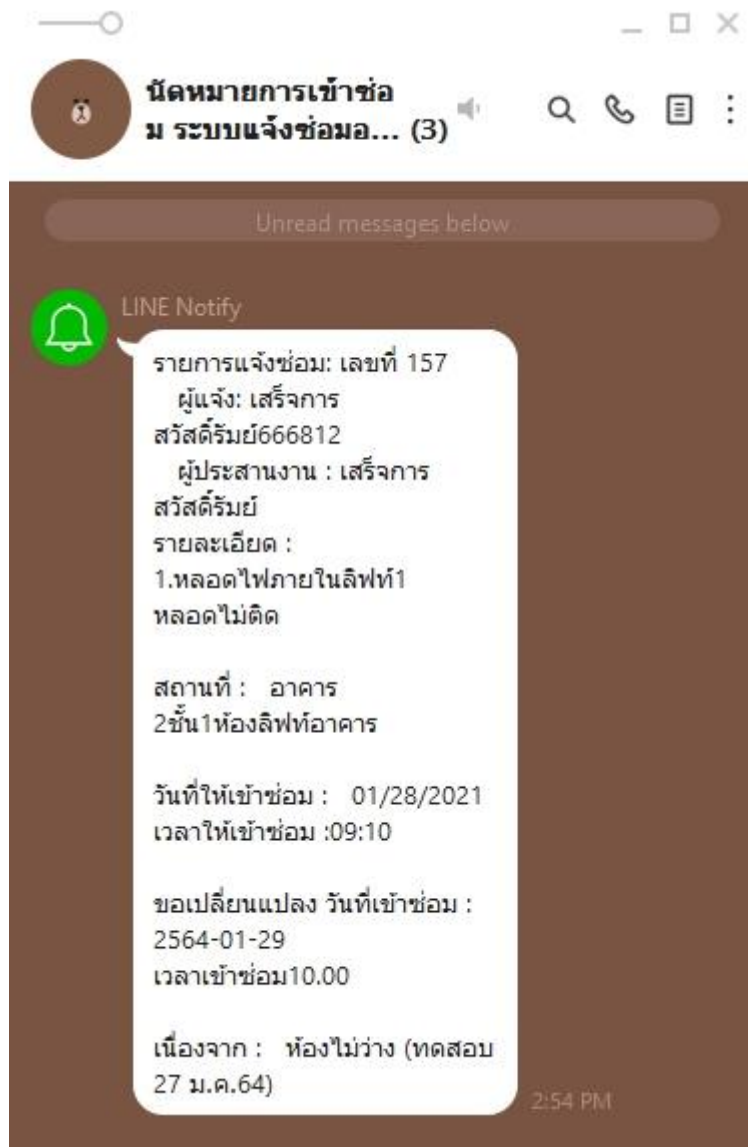 นัดหมายการเข้าซ่อ
ม ระบบแจ้งซ่อมอ... (3)
Unread messages below
LINE Notify
รายการแจ้งซ่อม: เลขที่ 157
ผู้แจ้ง: เสร็จการ
สวัสดิ์รัมย์666812
ผู้ประสานงาน : เสร็จการ
สวัสดิ์รัมย์
รายละเอียด :
1.หลอดไฟภายในลิฟท์1
หลอดไม่ติด
สถานที่ : อาคาร
2ชั้น1ห้องลิฟท์อาคาร
วันที่ให้เข้าซ่อม : 01/28/2021
เวลาให้เข้าซ่อม :09:10
ขอเปลี่ยนแปลง วันที่เข้าซ่อม :
2564-01-29
เวลาเข้าซ่อม10.00
เนื่องจาก : ห้องไม่ว่าง (ทดสอบ
27 ม.ค.64)
2:54 PM